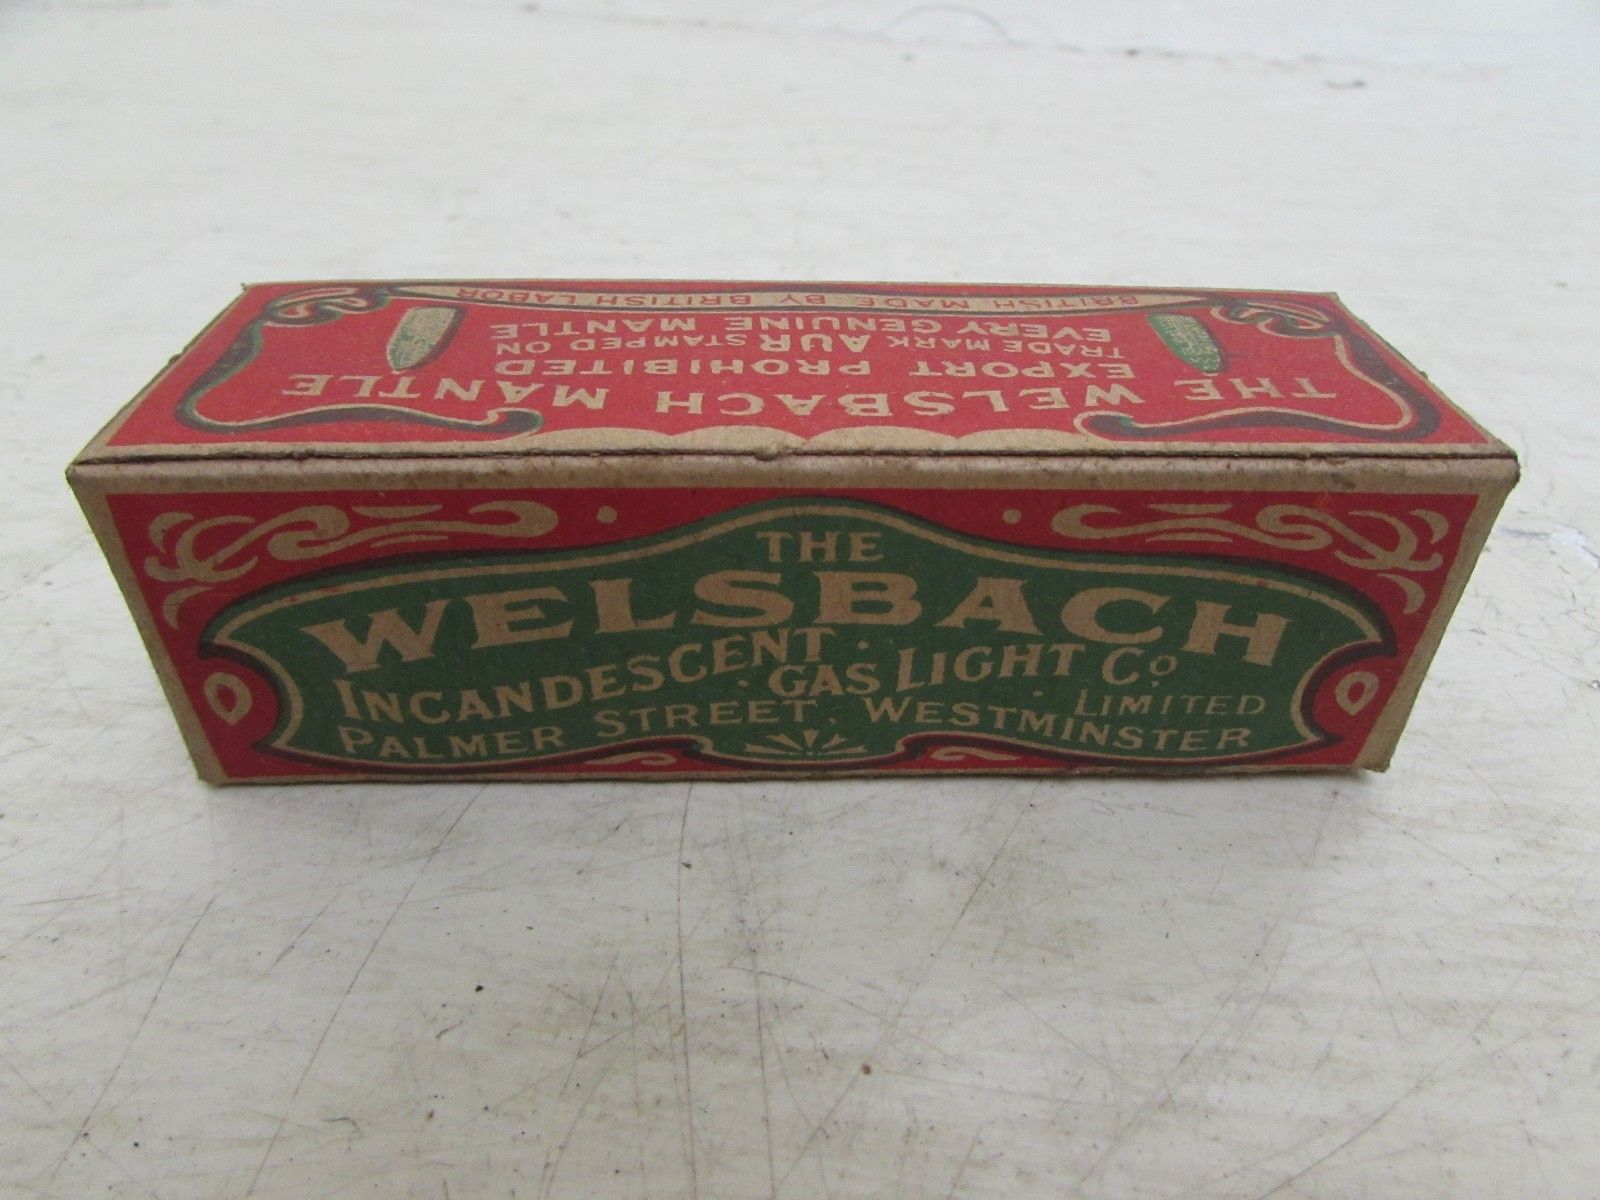 THE WELSBACH MANTLE
EXPORT PROHIBITED
TRADE MARK AUR STAMPED ON
EVERY GENUINE MANTLE
BRITISH MADE BY BRITISH LABOR
THE
WELSBACH
INCANDESCENT · GAS LIGHT Co
LIMITED
PALMER STREET, WESTMINSTER